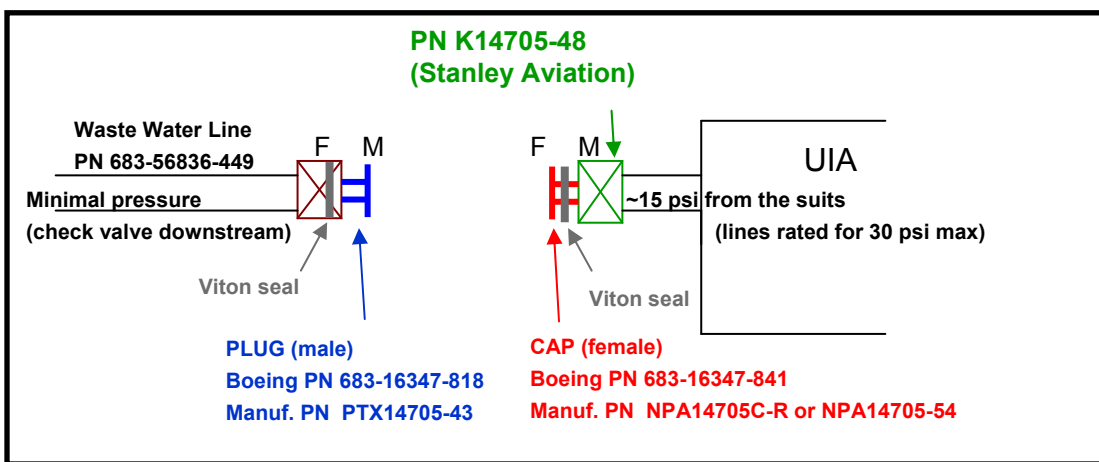 PN K14705-48
(Stanley Aviation)
Waste Water Line
PN 683-56836-449
F
M
F
M
UIA
Minimal pressure
(check valve downstream)
~15 psi from the suits
(lines rated for 30 psi max)
Viton seal
Viton seal
PLUG (male)
Boeing PN 683-16347-818
Manuf. PN  PTX14705-43
CAP (female)
Boeing PN 683-16347-841
Manuf. PN  NPA14705C-R or NPA14705-54